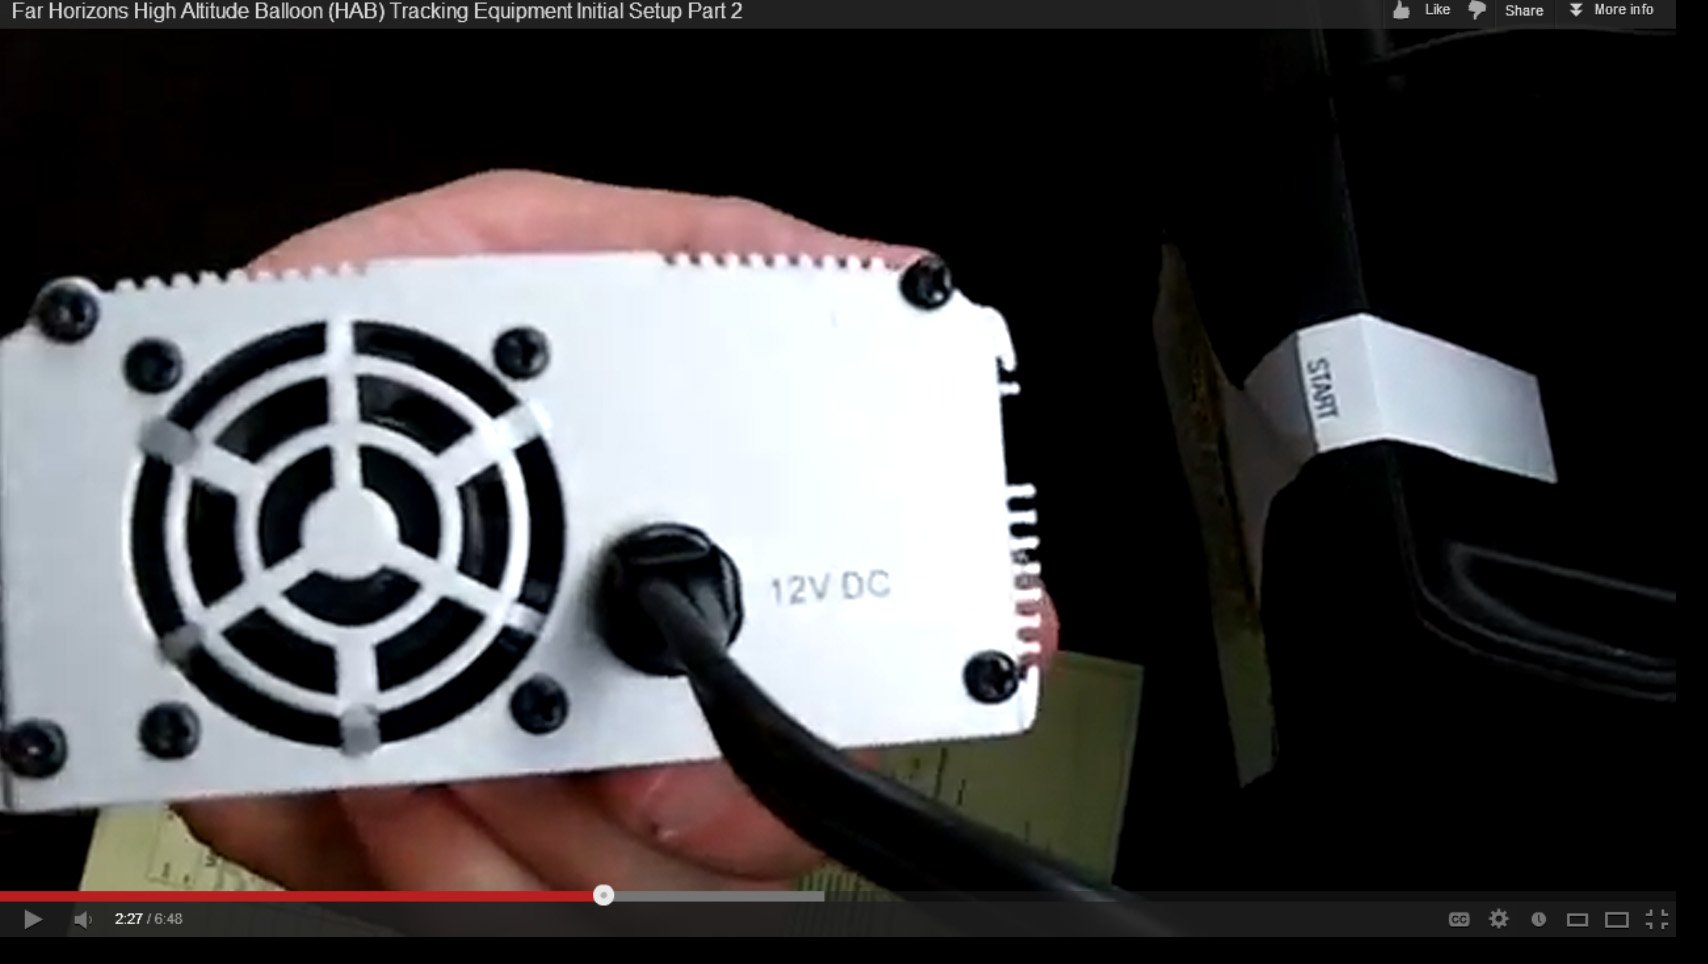 Far Horizons High Altitude Balloon (HAB) Tracking Equipment Initial Setup Part 2
Like
Share
More info
START
12V DC
2:27 / 6:48
CC